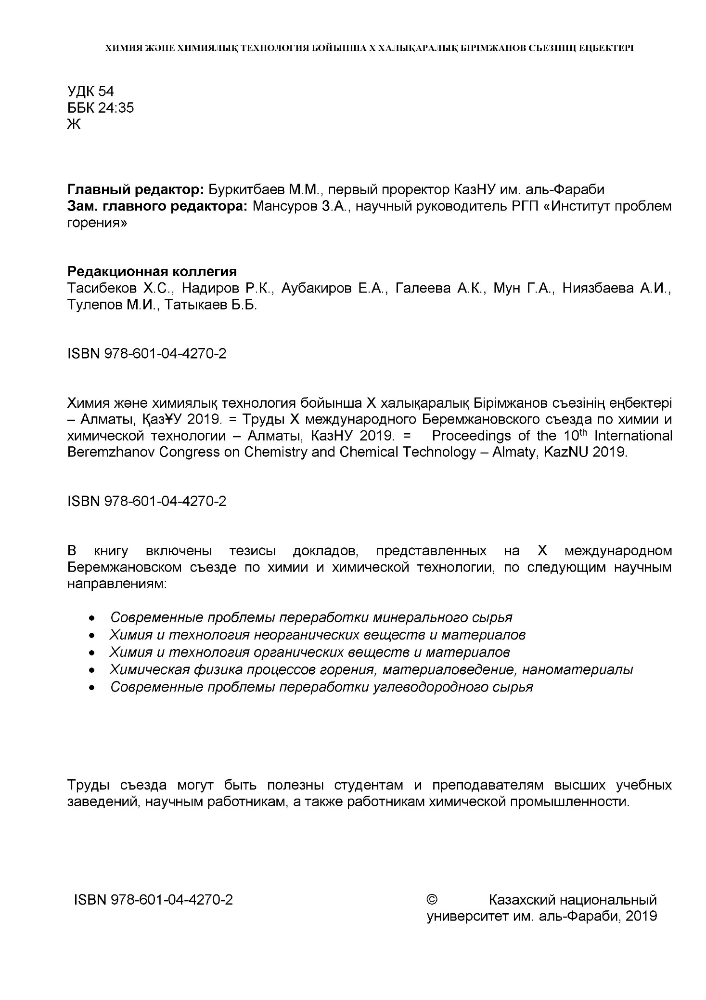 ХИМИЯ ЖӘНЕ ХИМИЯЛЫҚ ТЕХНОЛОГИЯ БОЙЫНША X ХАЛЫҚАРАЛЫҚ БІРІМЖАНОВ СЪЕЗІНІҢ ЕҢБЕКТЕРІ
УДК 54
ББК 24:35
Ж
Главный редактор: Буркитбаев М.М., первый проректор КазНУ им. аль-Фараби
Зам. главного редактора: Мансуров З.А., научный руководитель РГП «Институт проблем
горения»
Редакционная коллегия
Тасибеков Х.С., Надиров Р.К., Аубакиров Е.А., Галеева А.К., Мун Г.А., Ниязбаева А.И.,
Тулепов М.И., Татыкаев Б.Б.
ISBN 978-601-04-4270-2
Химия және химиялық технология бойынша X халықаралық Бірімжанов съезінің еңбектері
– Алматы, ҚазҰУ 2019. = Труды X международного Беремжановского съезда по химии и
химической технологии – Алматы, КазНУ 2019. = Proceedings of the 10th International
Beremzhanov Congress on Chemistry and Chemical Technology – Almaty, KazNU 2019.
ISBN 978-601-04-4270-2
В книгу включены тезисы докладов, представленных на X международном
Беремжановском съезде по химии и химической технологии, по следующим научным
направлениям:
• Современные проблемы переработки минерального сырья
• Химия и технология неорганических веществ и материалов
• Химия и технология органических веществ и материалов
• Химическая физика процессов горения, материаловедение, наноматериалы
• Современные проблемы переработки углеводородного сырья
Труды съезда могут быть полезны студентам и преподавателям высших учебных
заведений, научным работникам, а также работникам химической промышленности.
ISBN 978-601-04-4270-2
© Казахский национальный
университет им. аль-Фараби, 2019